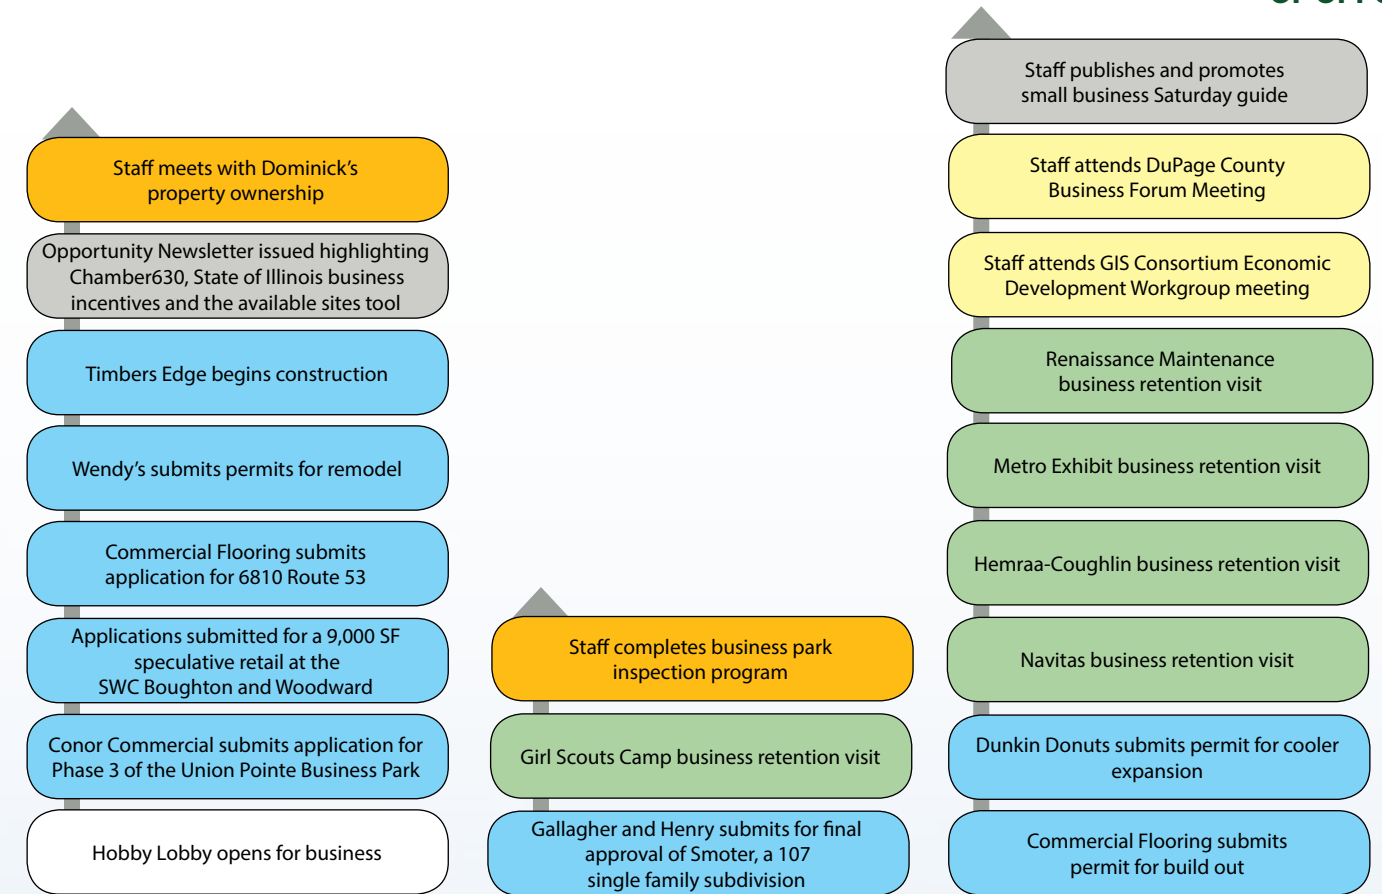 Staff meets with Dominick’s
property ownership
Opportunity Newsletter issued highlighting
Chamber630, State of Illinois business
incentives and the available sites tool
Timbers Edge begins construction
Wendy’s submits permits for remodel
Commercial Flooring submits
application for 6810 Route 53
Applications submitted for a 9,000 SF
speculative retail at the
SWC Boughton and Woodward
Conor Commercial submits application for
Phase 3 of the Union Pointe Business Park
Hobby Lobby opens for business
Staff completes business park
inspection program
Girl Scouts Camp business retention visit
Gallagher and Henry submits for final
approval of Smoter, a 107
single family subdivision
Staff publishes and promotes
small business Saturday guide
Staff attends DuPage County
Business Forum Meeting
Staff attends GIS Consortium Economic
Development Workgroup meeting
Renaissance Maintenance
business retention visit
Metro Exhibit business retention visit
Hemraa-Coughlin business retention visit
Navitas business retention visit
Dunkin Donuts submits permit for cooler
expansion
Commercial Flooring submits
permit for build out